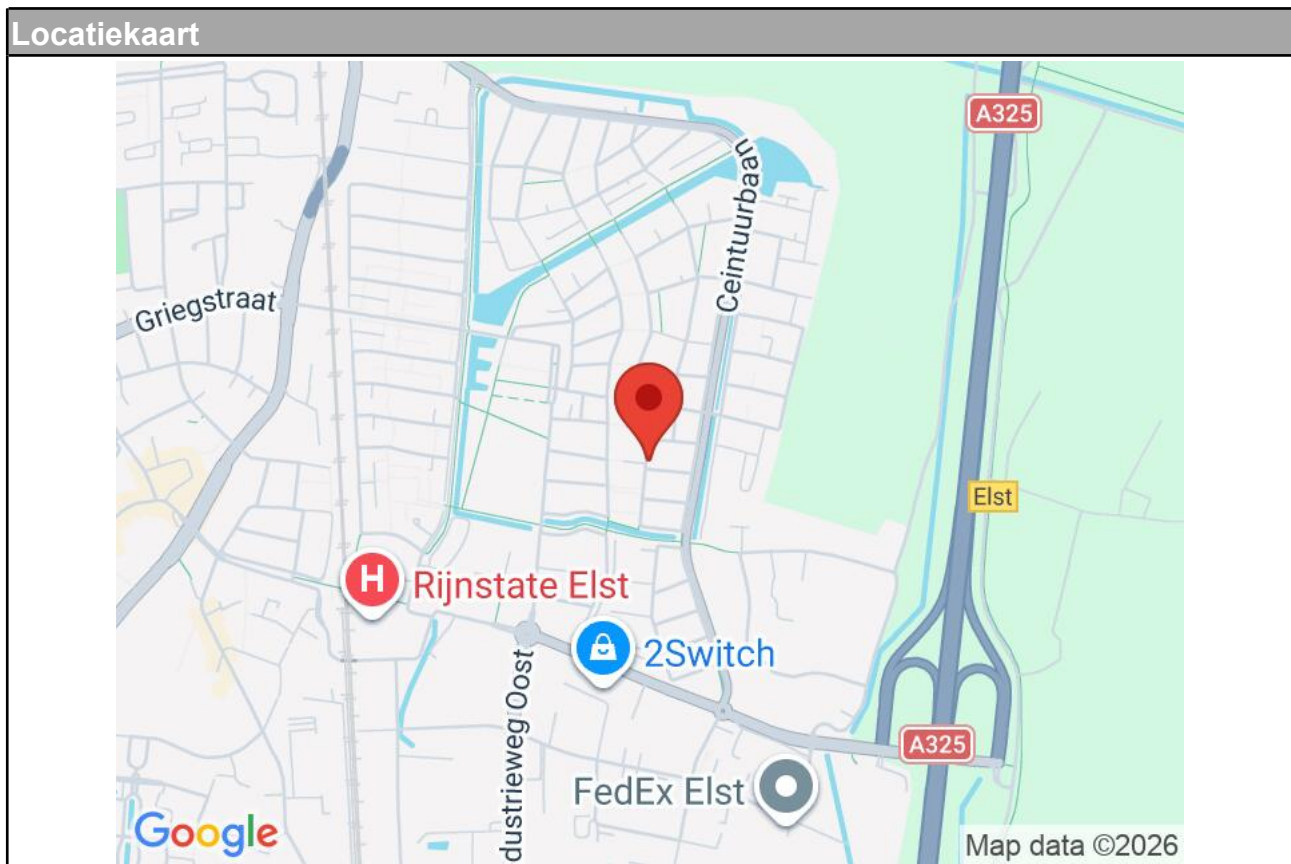 Locatiekaart
A325
Ceintuurbaan
Griegstraat
Elst
H
Rijnstate Elst
2Switch
dustrieweg Oost
A325
FedEx Elst
Google
Map data ©2026